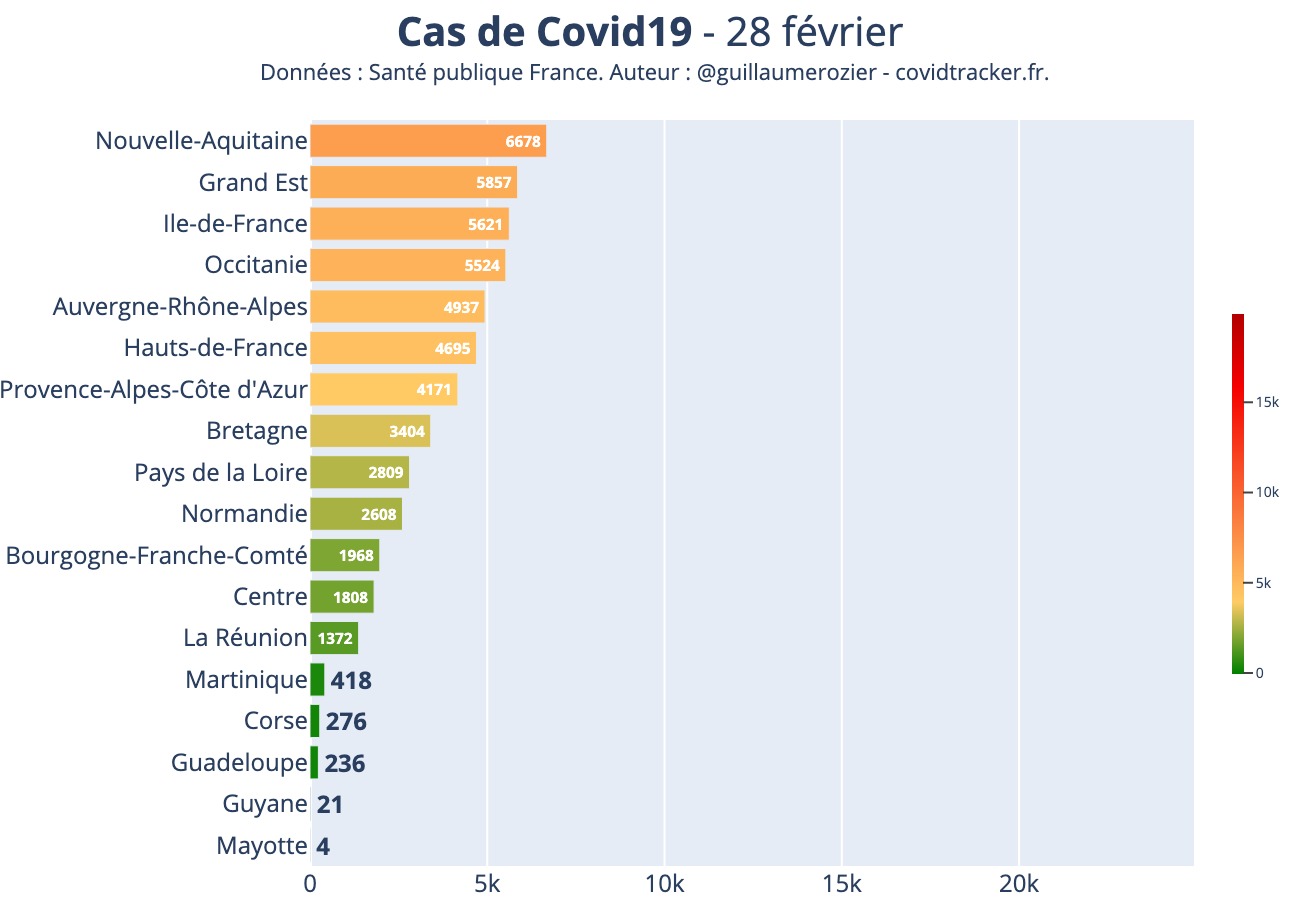 Cas de Covid19 - 28 février
Données : Santé publique France. Auteur : @guillaumerozier - covidtracker.fr.
Nouvelle-Aquitaine 6678
Grand Est 5857
Ile-de-France 5621
Occitanie 5524
Auvergne-Rhône-Alpes 4937
Hauts-de-France 4695
Provence-Alpes-Côte d'Azur 4171
Bretagne 3404
Pays de la Loire 2809
Normandie 2608
Bourgogne-Franche-Comté 1968
Centre 1808
La Réunion 1372
Martinique 418
Corse 276
Guadeloupe 236
Guyane 21
Mayotte 4
0 5k 10k 15k 20k
15k
10k
5k
0